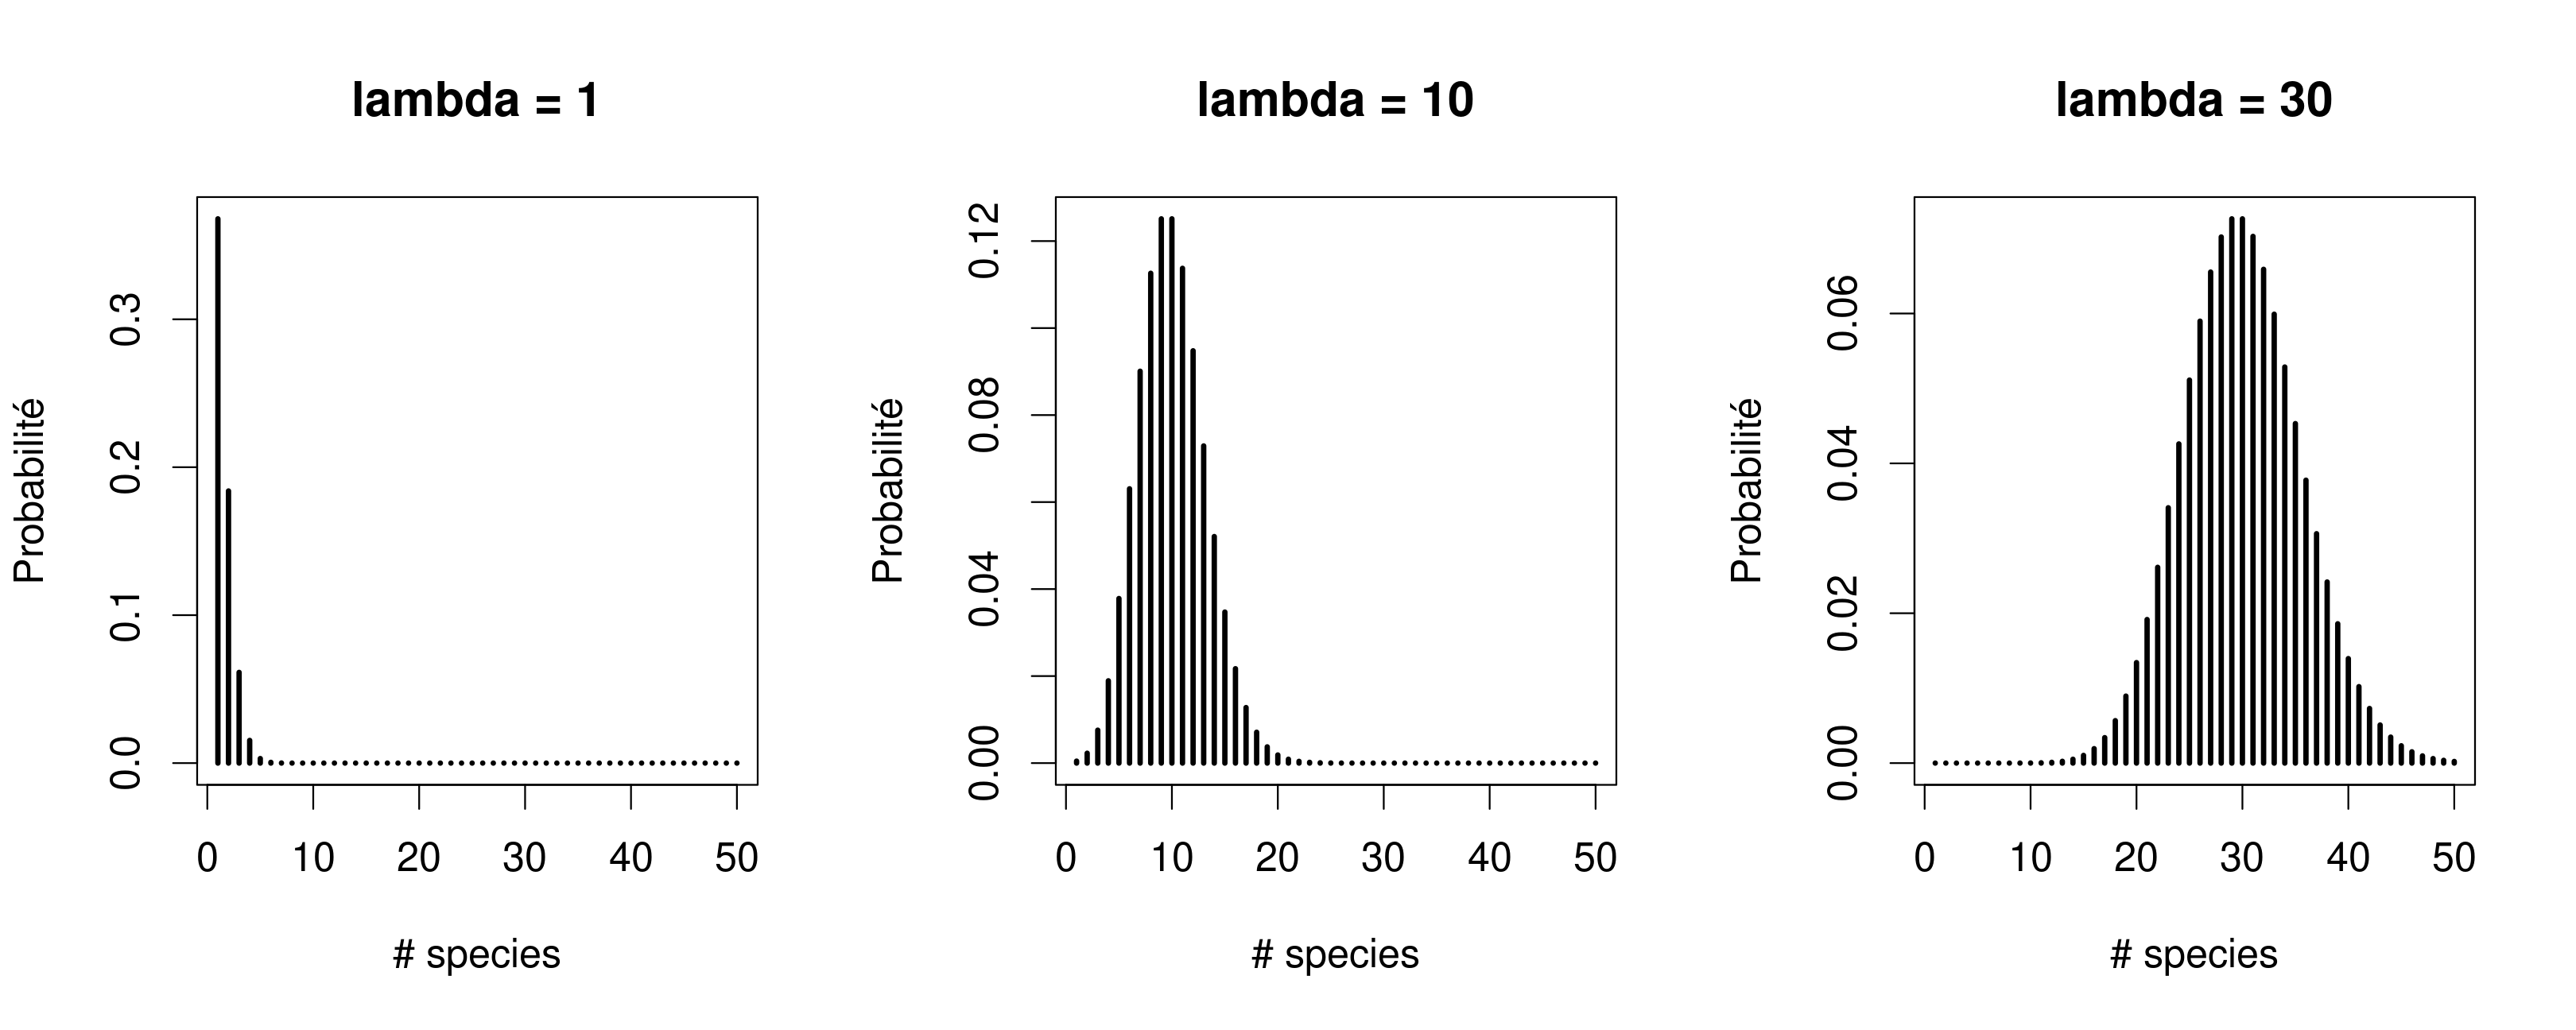 lambda = 1
Probabilité
0.0 0.1 0.2 0.3
0 10 20 30 40 50
# species
lambda = 10
Probabilité
0.00 0.04 0.08 0.12
0 10 20 30 40 50
# species
lambda = 30
Probabilité
0.00 0.02 0.04 0.06
0 10 20 30 40 50
# species